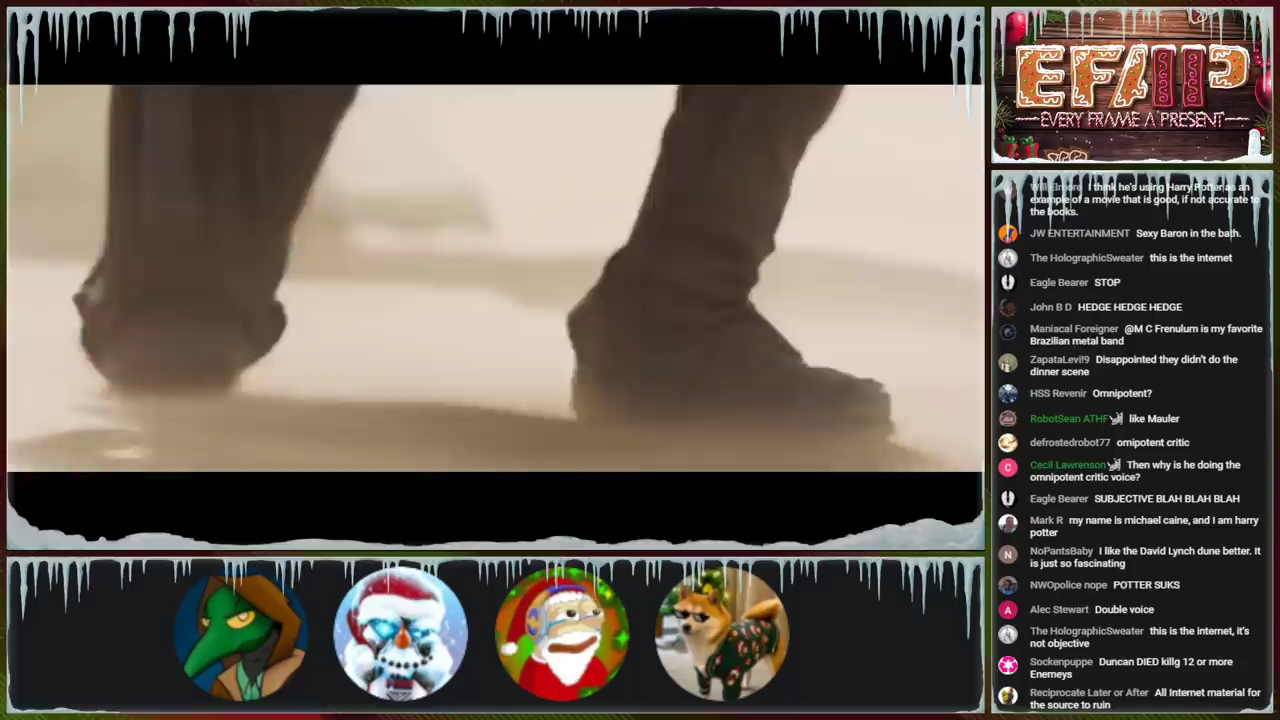 EFAP
EVERY FRAME A PRESENT
Will Elmore I think he's using Harry Potter as an
example of a movie that is good, if not accurate to
the books.
JW ENTERTAINMENT Sexy Baron in the bath.
The HolographicSweater this is the internet
Eagle Bearer STOP
John B D HEDGE HEDGE HEDGE
Maniacal Foreigner @M C Frenulum is my favorite
Brazilian metal band
ZapataLevi!9 Disappointed they didn't do the
dinner scene
HSS Revenir Omnipotent?
RobotSean ATHF like Mauler
defrostedrobot77 omipotent critic
Cecil Lawrenson Then why is he doing the
omnipotent critic voice?
Eagle Bearer SUBJECTIVE BLAH BLAH BLAH
Mark R my name is michael caine, and I am harry
potter
NoPantsBaby I like the David Lynch dune better. It
is just so fascinating
NWOpolice nope POTTER SUKS
Alec Stewart Double voice
The HolographicSweater this is the internet, it's
not objective
Sockenpuppe Duncan DIED killg 12 or more
Enemeys
Reciprocate Later or After All Internet material for
the source to ruin
C
N
A